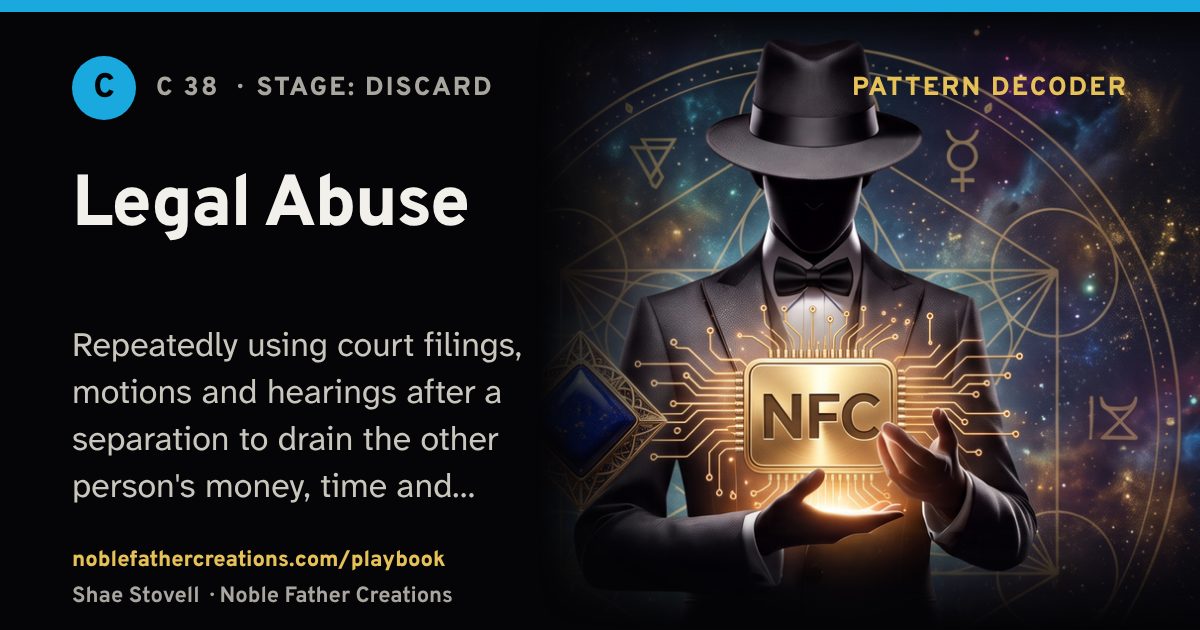 C
C 38 · STAGE: DISCARD
PATTERN DECODER
Legal Abuse
Repeatedly using court filings,
motions and hearings after a
separation to drain the other
person's money, time and...
noblefathercreations.com/playbook
Shae Stovell · Noble Father Creations
NFC